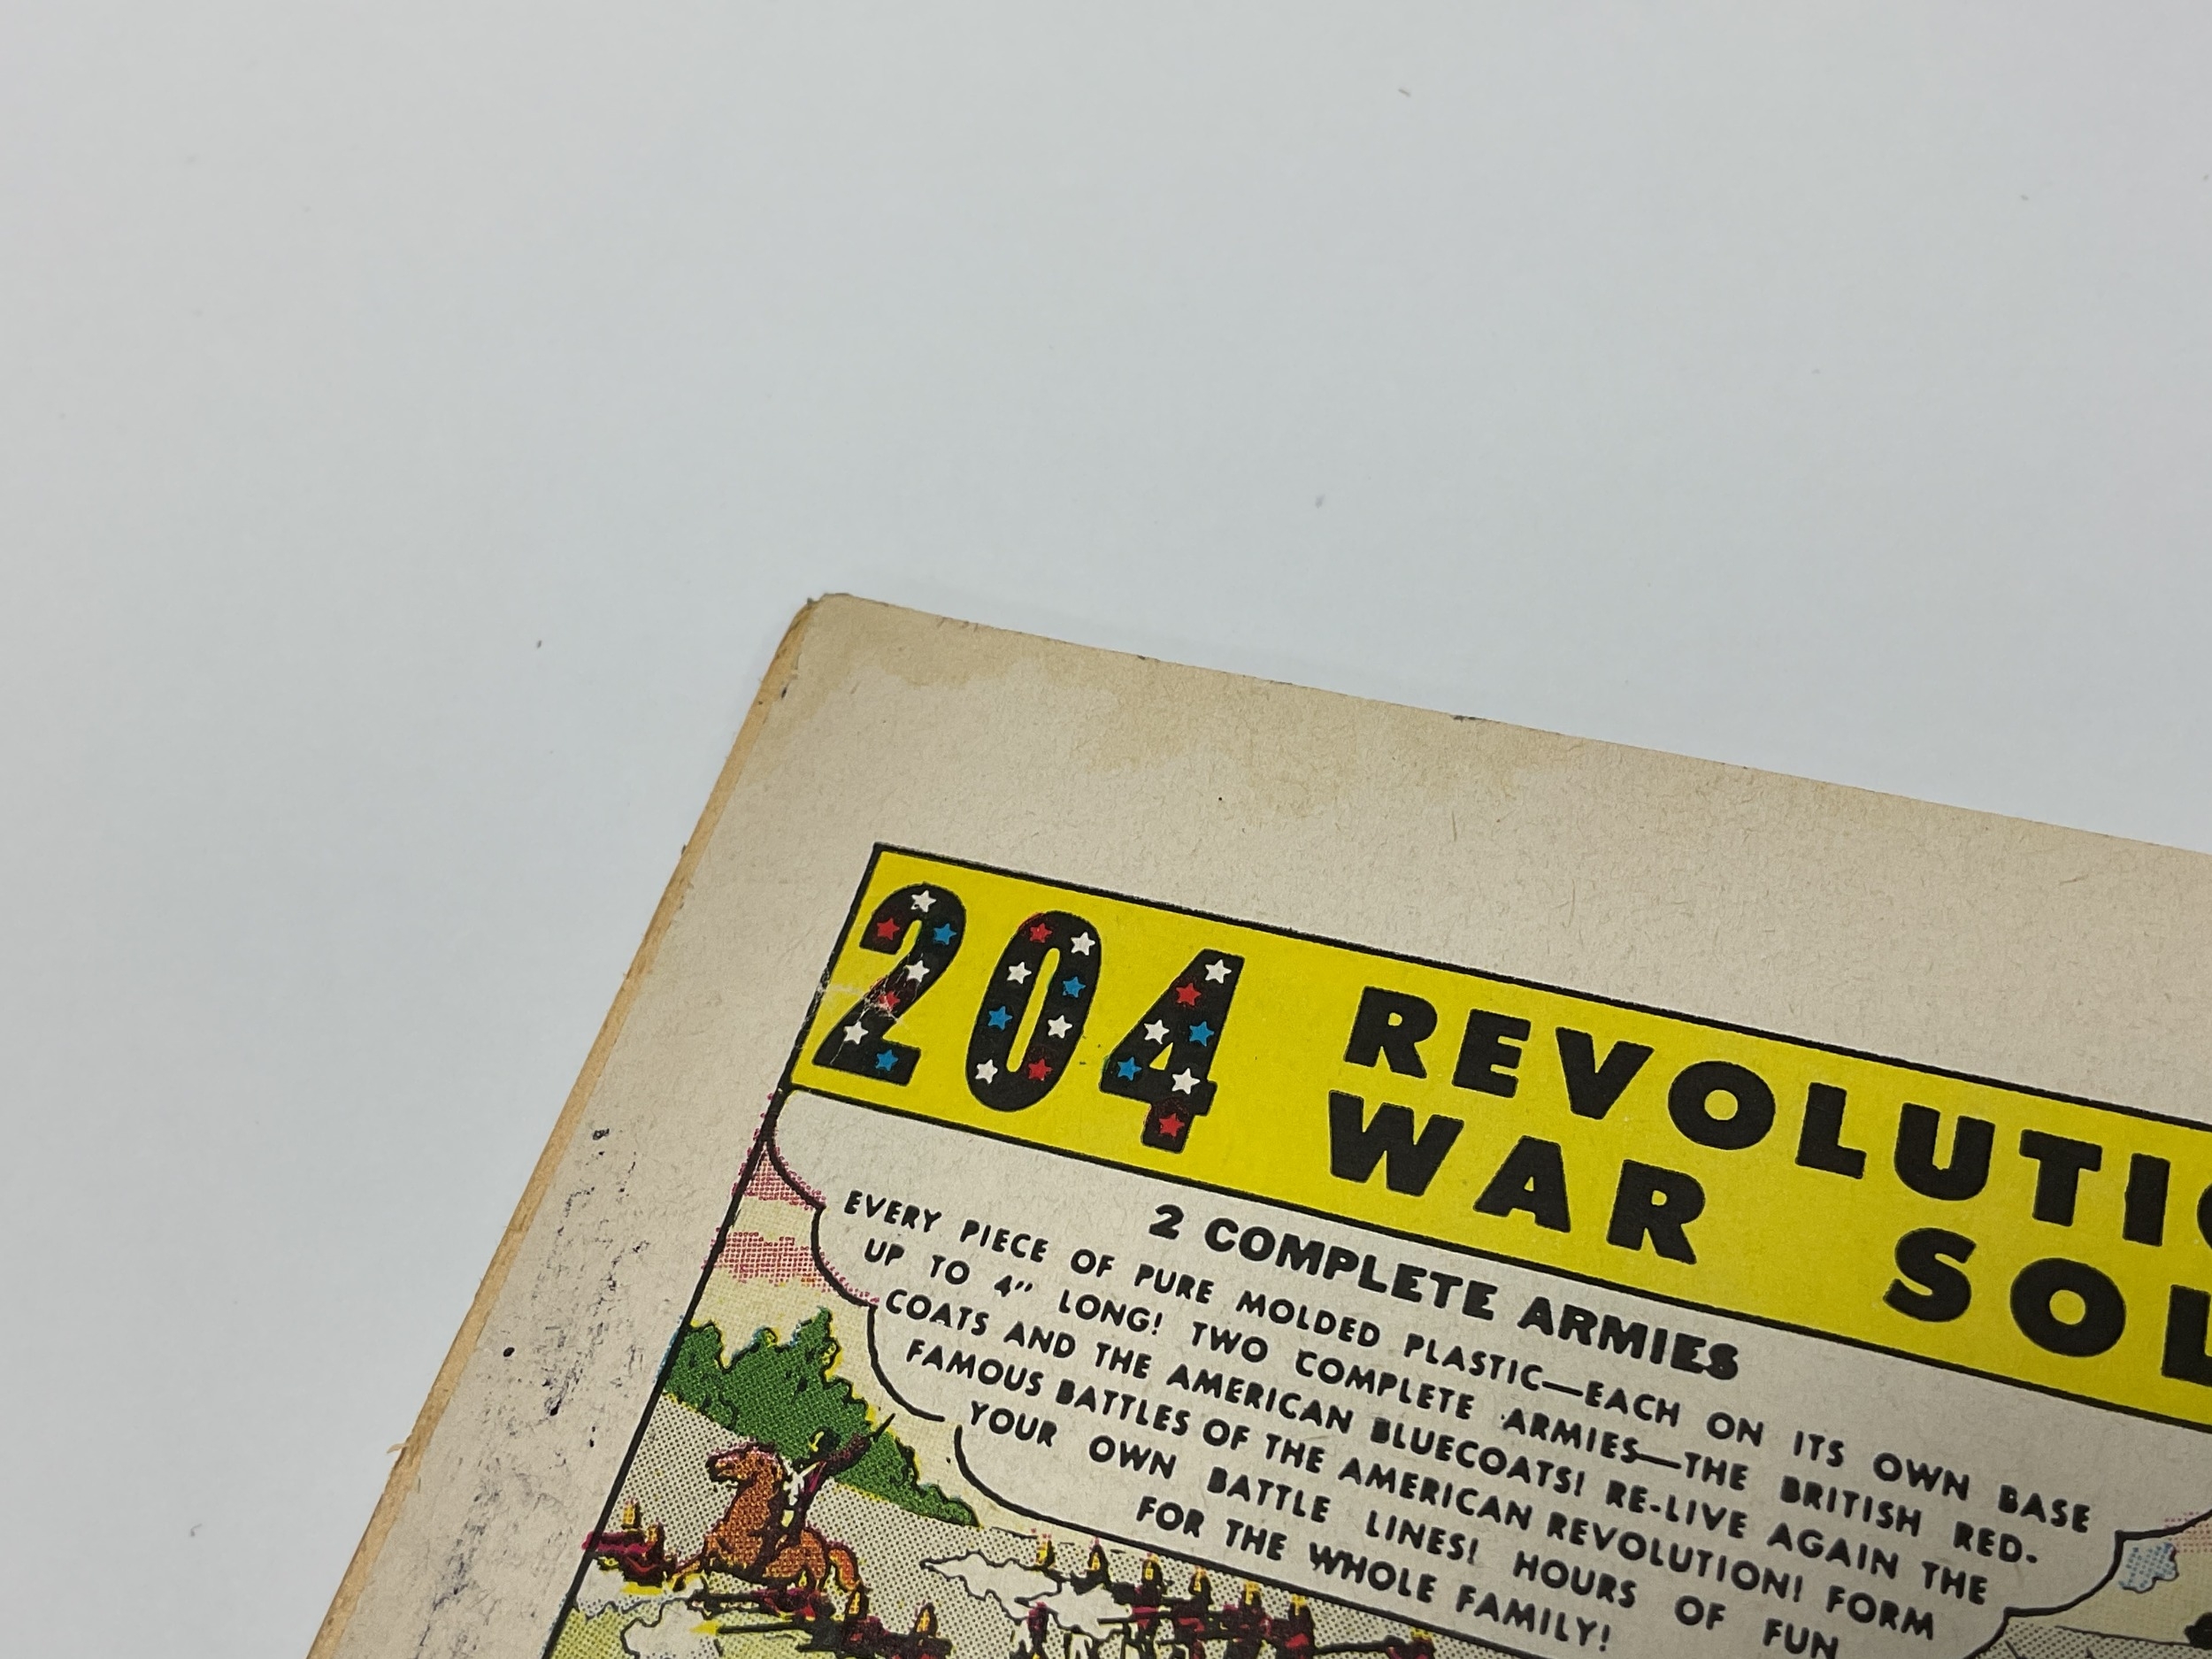 204 REVOLUTI
WAR SOL
2 COMPLETE ARMIES
EVERY PIECE OF PURE MOLDED PLASTIC—EACH ON ITS OWN BASE
UP TO 4" LONG! TWO COMPLETE ARMIES—THE BRITISH RED-
COATS AND THE AMERICAN BLUECOATS! RE-LIVE AGAIN THE
FAMOUS BATTLES OF THE AMERICAN REVOLUTION! FORM
YOUR OWN BATTLE LINES! HOURS OF FUN
FOR THE WHOLE FAMILY!